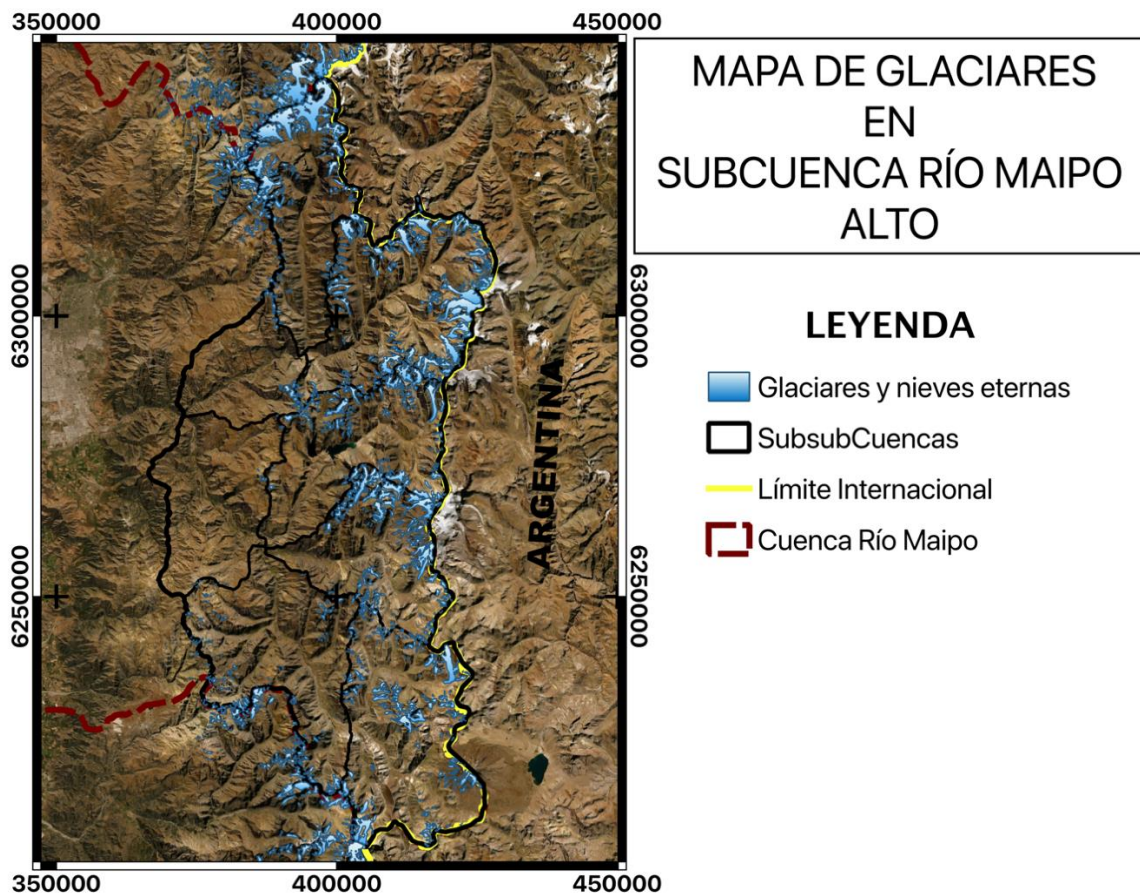 350000
400000
450000
MAPA DE GLACIARES
EN
SUBCUENCA RÍO MAIPO
ALTO
6300000
6300000
LEYENDA
Glaciares y nieves eternas
SubsubCuencas
Límite Internacional
Cuenca Río Maipo
ARGENTINA
6250000
6250000
350000
400000
450000